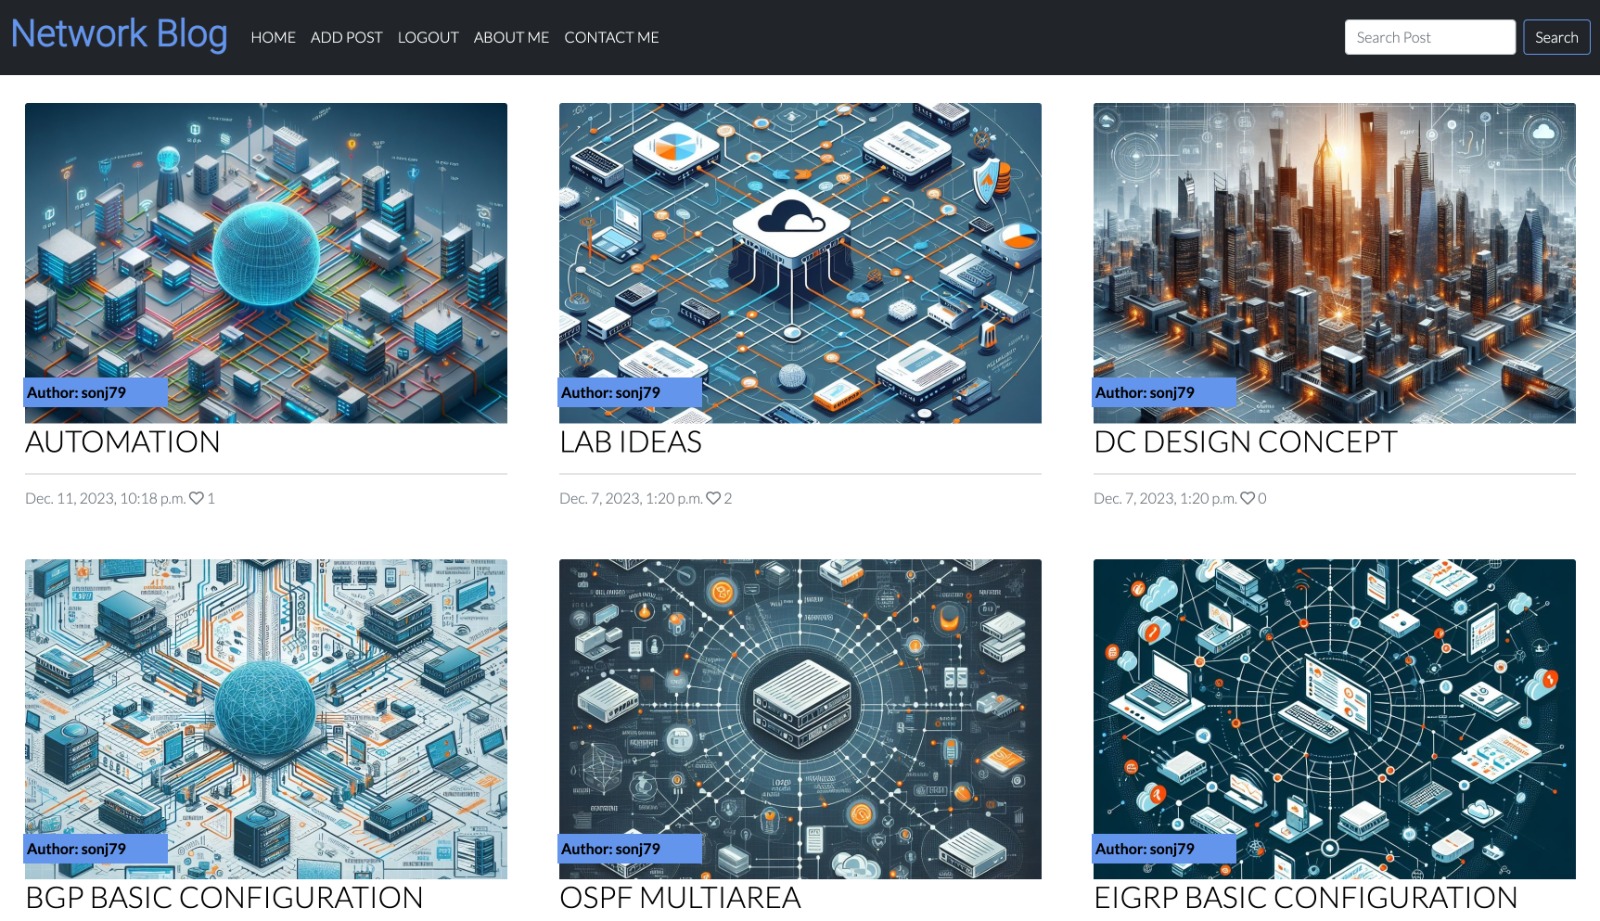 Network Blog
HOME ADD POST LOGOUT ABOUT ME CONTACT ME
Search Post
Search
Author: sonj79
AUTOMATION
Dec. 11, 2023, 10:18 p.m. 1
Author: sonj79
LAB IDEAS
Dec. 7, 2023, 1:20 p.m. 2
Author: sonj79
DC DESIGN CONCEPT
Dec. 7, 2023, 1:20 p.m. 0
Author: sonj79
BGP BASIC CONFIGURATION
Author: sonj79
OSPF MULTIAREA
Author: sonj79
EIGRP BASIC CONFIGURATION